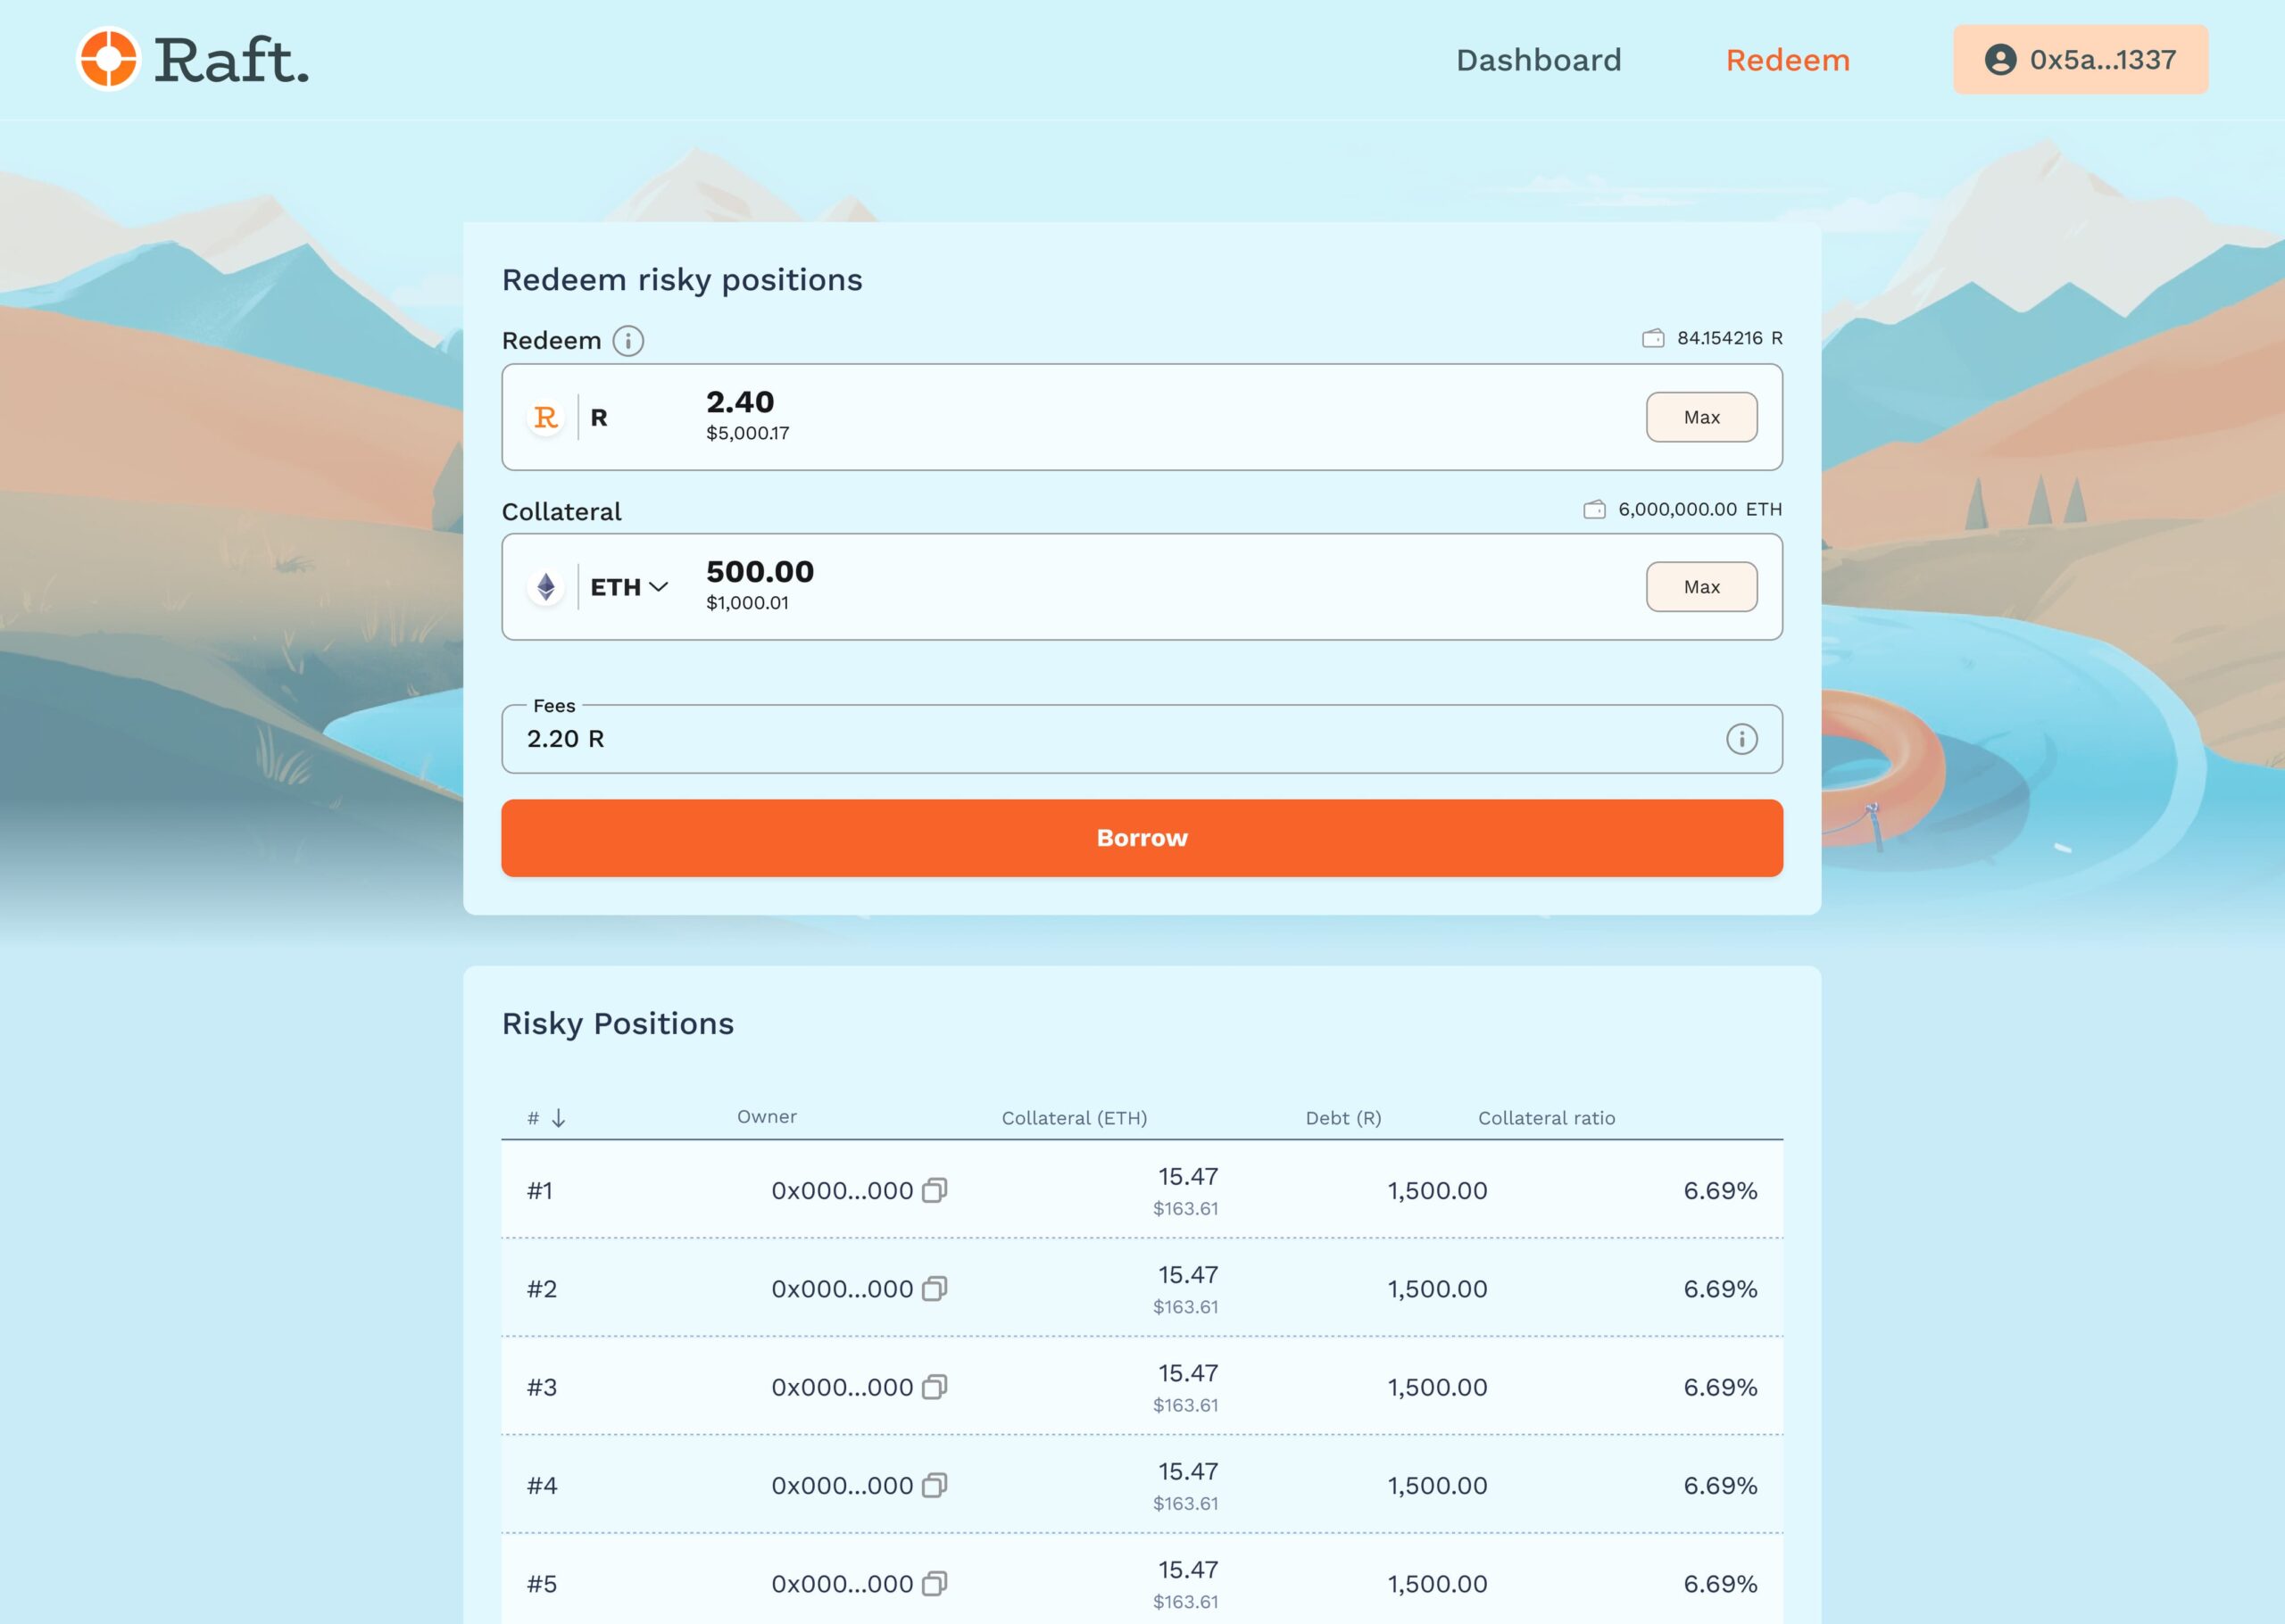 Raft.
Dashboard
Redeem
0x5a...1337
Redeem risky positions
Redeem
84.154216 R
R
R
2.40
$5,000.17
Max
Collateral
6,000,000.00 ETH
ETH
500.00
$1,000.01
Max
Fees
2.20 R
Borrow
Risky Positions
# Owner Collateral (ETH) Debt (R) Collateral ratio
#1 0x000...000 15.47 1,500.00 6.69%
$163.61
#2 0x000...000 15.47 1,500.00 6.69%
$163.61
#3 0x000...000 15.47 1,500.00 6.69%
$163.61
#4 0x000...000 15.47 1,500.00 6.69%
$163.61
#5 0x000...000 15.47 1,500.00 6.69%
$163.61